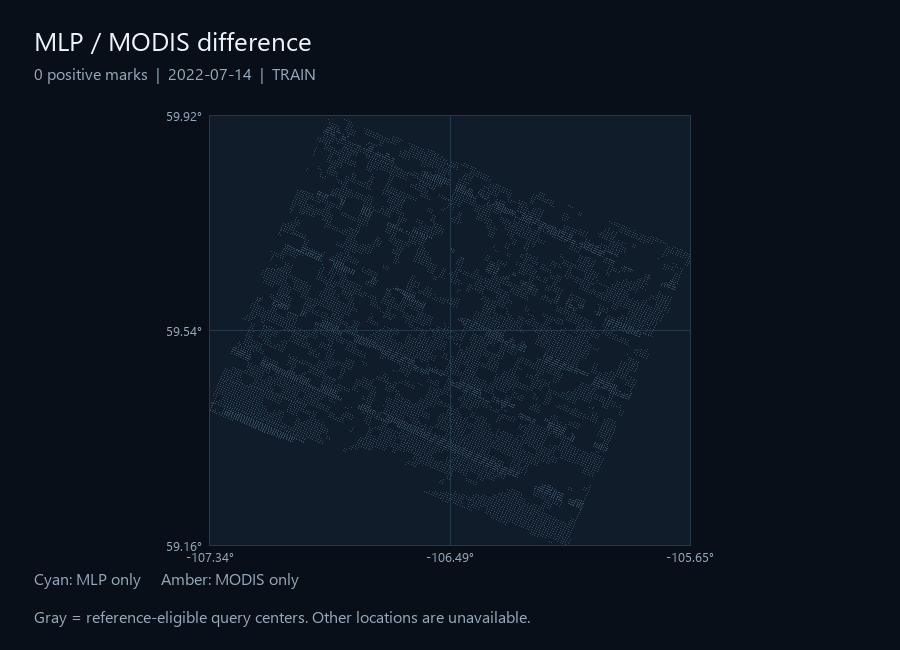 MLP / MODIS difference
0 positive marks | 2022-07-14 | TRAIN
59.92°
59.54°
59.16°
-107.34° -106.49° -105.65°
Cyan: MLP only Amber: MODIS only
Gray = reference-eligible query centers. Other locations are unavailable.